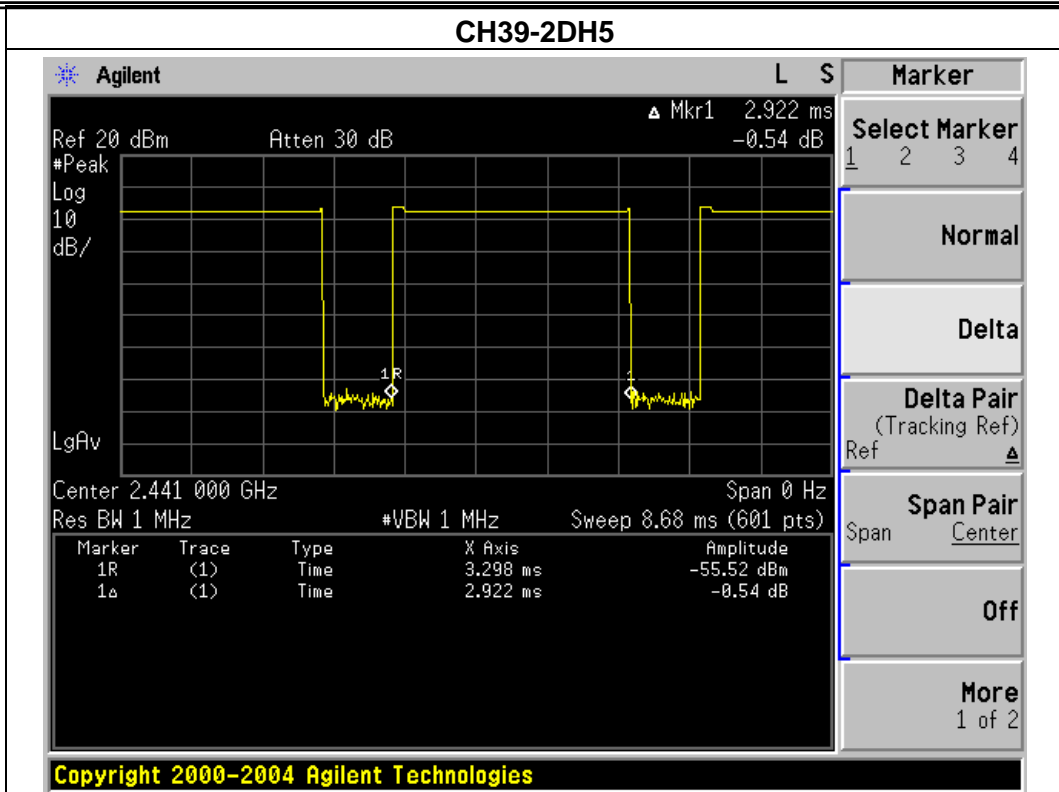 CH39-2DH5
Agilent L S
Δ Mkr1 2.922 ms
Ref 20 dBm Atten 30 dB -0.54 dB
#Peak
Log
10
dB/
1R
1
LgAv
Center 2.441 000 GHz Span 0 Hz
Res BW 1 MHz #VBW 1 MHz Sweep 8.68 ms (601 pts)
Marker Trace Type X Axis Amplitude
1R (1) Time 3.298 ms -55.52 dBm
1Δ (1) Time 2.922 ms -0.54 dB
Marker
Select Marker
1 2 3 4
Normal
Delta
Delta Pair
(Tracking Ref)
Ref Δ
Span Pair
Span Center
Off
More
1 of 2
Copyright 2000-2004 Agilent Technologies